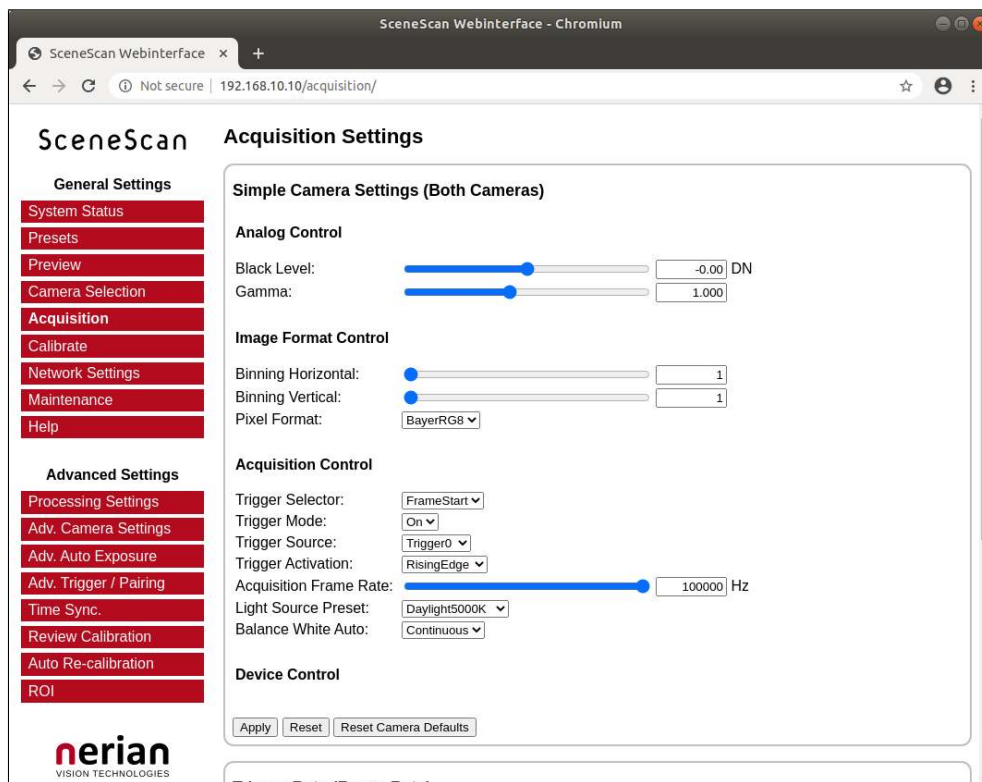 SceneScan Webinterface - Chromium
SceneScan Webinterface × +
Not secure | 192.168.10.10/acquisition/
SceneScan
General Settings
System Status
Presets
Preview
Camera Selection
Acquisition
Calibrate
Network Settings
Maintenance
Help
Advanced Settings
Processing Settings
Adv. Camera Settings
Adv. Auto Exposure
Adv. Trigger / Pairing
Time Sync.
Review Calibration
Auto Re-calibration
ROI
nerian
VISION TECHNOLOGIES
Acquisition Settings
Simple Camera Settings (Both Cameras)
Analog Control
Black Level: -0.00 DN
Gamma: 1.000
Image Format Control
Binning Horizontal: 1
Binning Vertical: 1
Pixel Format: BayerRG8
Acquisition Control
Trigger Selector: FrameStart
Trigger Mode: On
Trigger Source: Trigger0
Trigger Activation: RisingEdge
Acquisition Frame Rate: 100000 Hz
Light Source Preset: Daylight5000K
Balance White Auto: Continuous
Device Control
Apply Reset Reset Camera Defaults